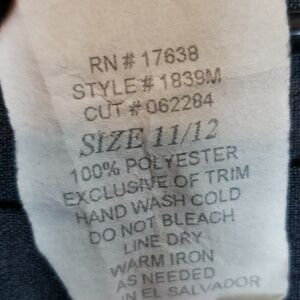 RN # 17638
STYLE # 1839M
CUT # 062284
SIZE 11/12
100% POLYESTER
EXCLUSIVE OF TRIM
HAND WASH COLD
DO NOT BLEACH
LINE DRY
WARM IRON
AS NEEDED
IN EL SALVADOR